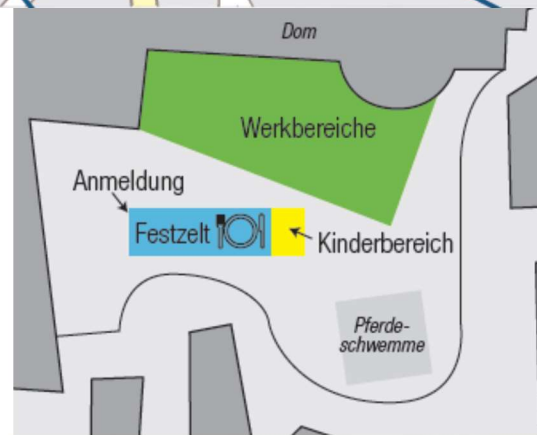 Dom
Werkbereiche
Anmeldung
Festzelt
Kinderbereich
Pferde-
schwemme